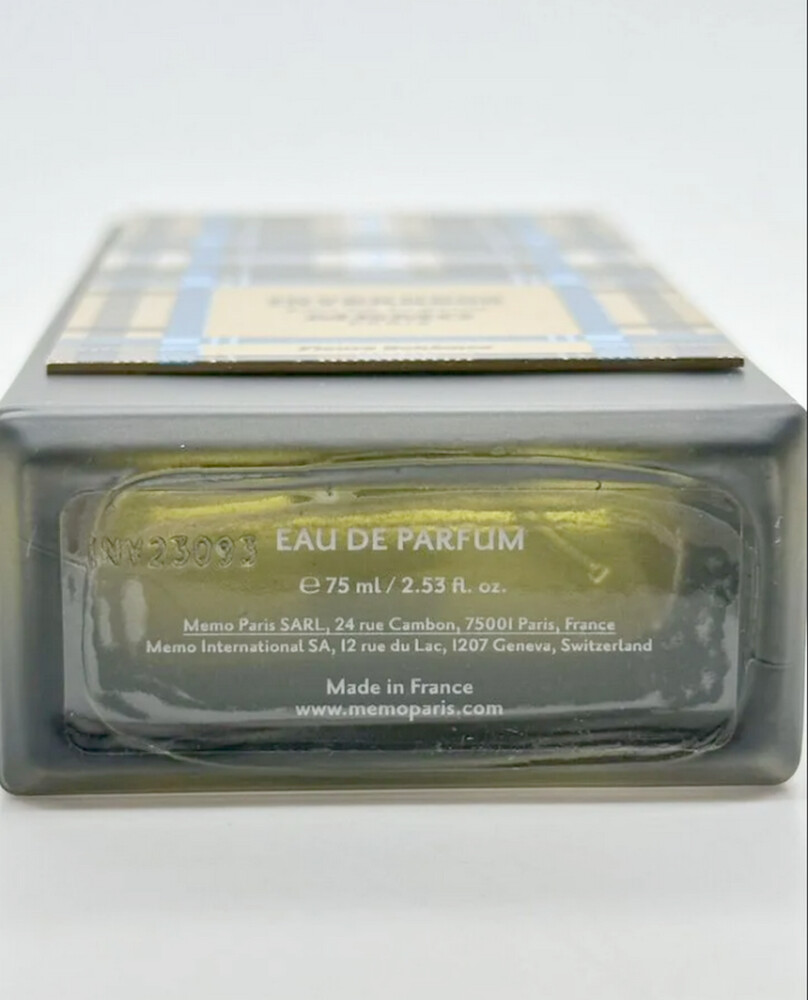 INVERNESS
EAU DE PARFUM
℮ 75 ml / 2.53 fl. oz.
Memo Paris SARL, 24 rue Cambon, 75001 Paris, France
Memo International SA, 12 rue du Lac, 1207 Geneva, Switzerland
Made in France
www.memoparis.com